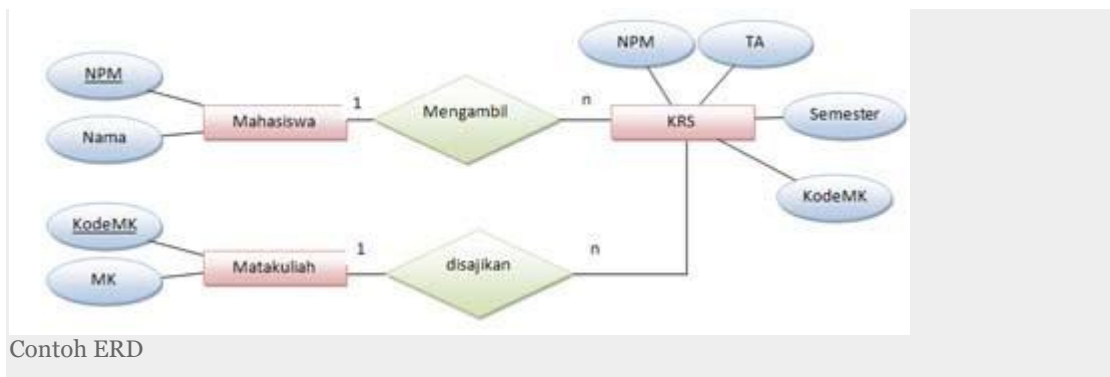 NPM
TA
NPM
Mahasiswa
1
Mengambil
n
KRS
Semester
Nama
KodeMK
KodeMK
Matakuliah
1
disajikan
n
MK
Contoh ERD